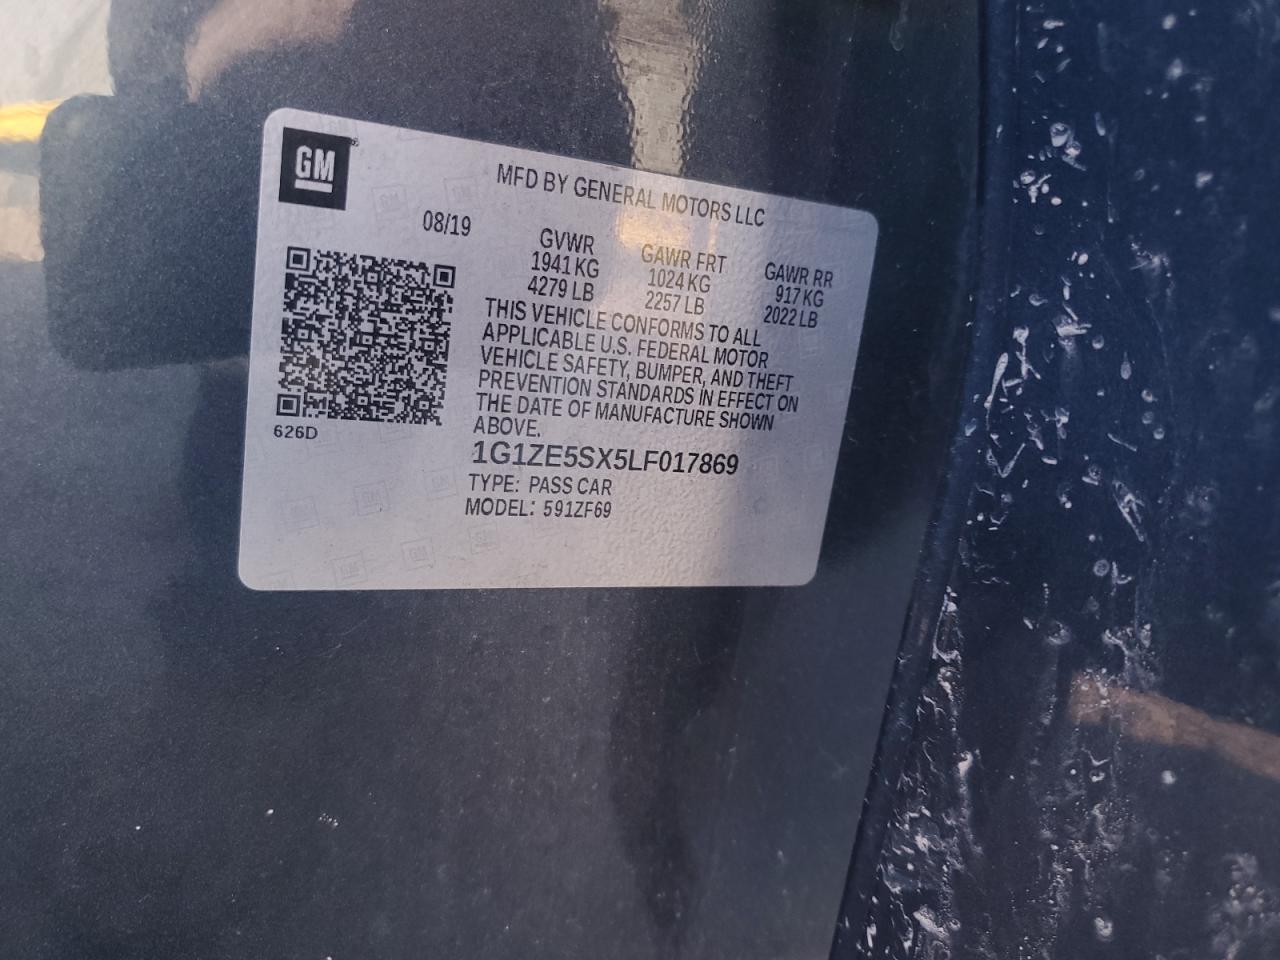 GM
MFD BY GENERAL MOTORS LLC
08/19
GVWR GAWR FRT GAWR RR
1941 KG 1024 KG 917 KG
4279 LB 2257 LB 2022 LB
THIS VEHICLE CONFORMS TO ALL
APPLICABLE U.S. FEDERAL MOTOR
VEHICLE SAFETY, BUMPER, AND THEFT
PREVENTION STANDARDS IN EFFECT ON
THE DATE OF MANUFACTURE SHOWN
ABOVE.
626D
1G1ZE5SX5LF017869
TYPE: PASS CAR
MODEL: 591ZF69